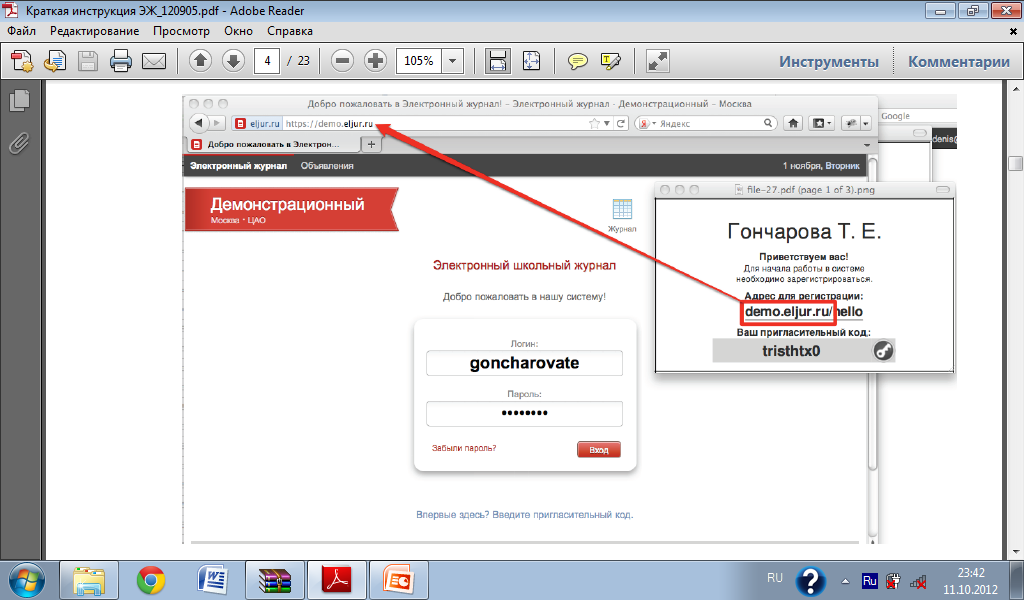 Краткая инструкция ЭЖ_120905.pdf - Adobe Reader
Файл Редактирование Просмотр Окно Справка
4 / 23 105% Инструменты Комментарии
Добро пожаловать в Электронный журнал! - Электронный журнал - Демонстрационный - Москва
eljur.ru https://demo.eljur.ru Яндекс Google
Добро пожаловать в Электрон... denis@
Электронный журнал Объявления 1 ноября, Вторник
Демонстрационный
Москва · ЦАО
Журнал
Электронный школьный журнал
Добро пожаловать в нашу систему!
Логин:
goncharovate
Пароль:
••••••••
Забыли пароль? Вход
Впервые здесь? Введите пригласительный код.
file-27.pdf (page 1 of 3).png
Гончарова Т. Е.
Приветствуем вас!
Для начала работы в системе
необходимо зарегистрироваться.
Адрес для регистрации:
demo.eljur.ru/hello
Ваш пригласительный код:
tristhtx0
RU Ru 23:42
11.10.2012